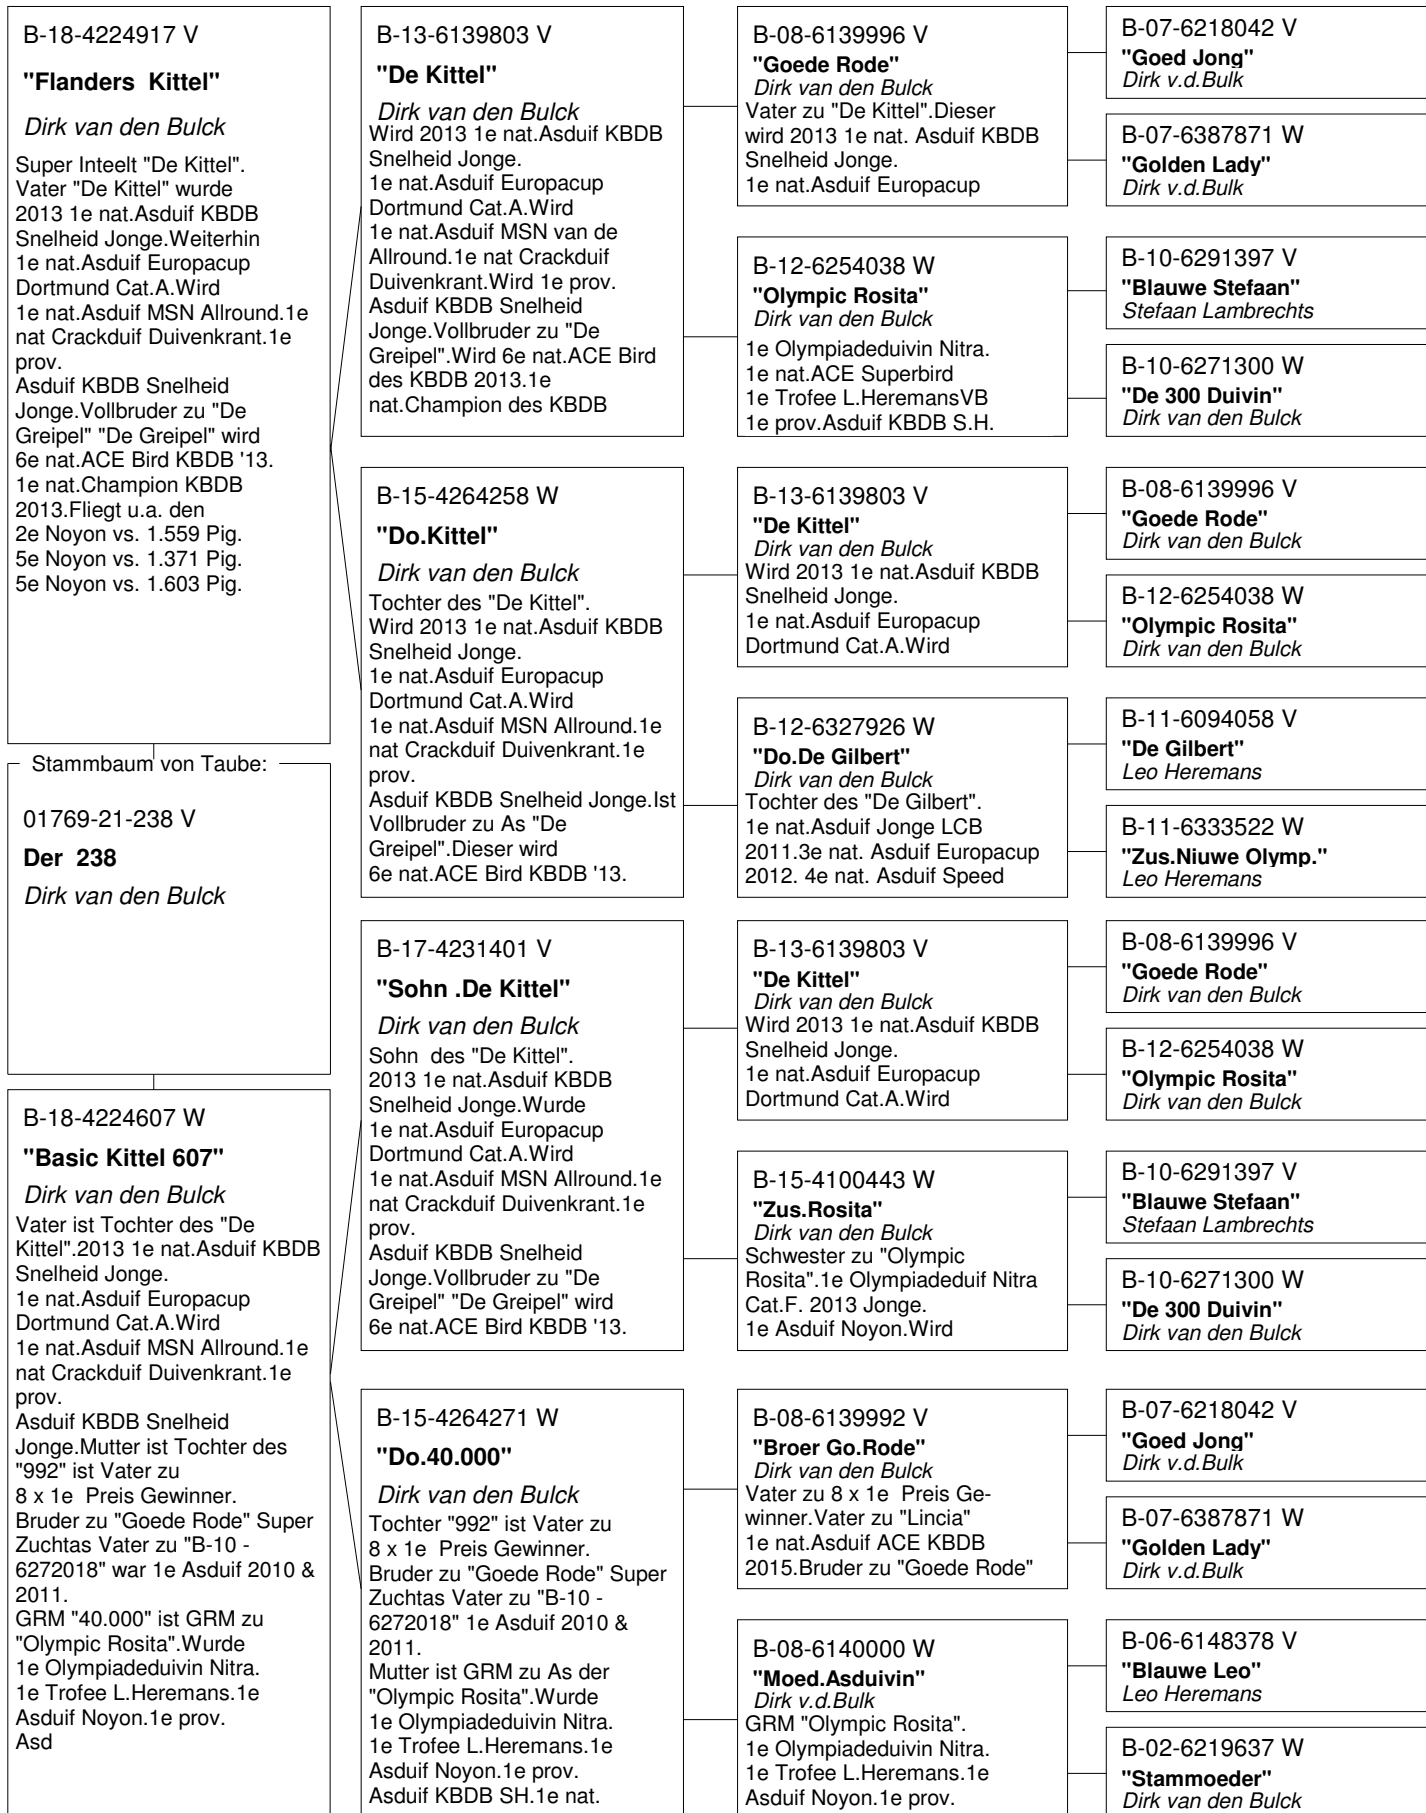 B-18-4224917 V
"Flanders  Kittel"
Dirk van den Bulck
Super Inteelt "De Kittel".
Vater "De Kittel" wurde
2013 1e nat.Asduif KBDB
Snelheid Jonge.Weiterhin
1e nat.Asduif Europacup
Dortmund Cat.A.Wird
1e nat.Asduif MSN Allround.1e
nat Crackduif Duivenkrant.1e
prov.
Asduif KBDB Snelheid
Jonge.Vollbruder zu "De
Greipel" "De Greipel" wird
6e nat.ACE Bird KBDB '13.
1e nat.Champion KBDB
2013.Fliegt u.a. den
2e Noyon vs. 1.559 Pig.
5e Noyon vs. 1.371 Pig.
5e Noyon vs. 1.603 Pig.
Stammbaum von Taube:
01769-21-238 V
Der  238
Dirk van den Bulck
B-18-4224607 W
"Basic Kittel 607"
Dirk van den Bulck
Vater ist Tochter des "De
Kittel".2013 1e nat.Asduif KBDB
Snelheid Jonge.
1e nat.Asduif Europacup
Dortmund Cat.A.Wird
1e nat.Asduif MSN Allround.1e
nat Crackduif Duivenkrant.1e
prov.
Asduif KBDB Snelheid
Jonge.Mutter ist Tochter des
"992" ist Vater zu
8 x 1e  Preis Gewinner.
Bruder zu "Goede Rode" Super
Zuchtas Vater zu "B-10 -
6272018" war 1e Asduif 2010 &
2011.
GRM "40.000" ist GRM zu
"Olympic Rosita".Wurde
1e Olympiadeduivin Nitra.
1e Trofee L.Heremans.1e
Asduif Noyon.1e prov.
Asd
B-13-6139803 V
"De Kittel"
Dirk van den Bulck
Wird 2013 1e nat.Asduif KBDB
Snelheid Jonge.
1e nat.Asduif Europacup
Dortmund Cat.A.Wird
1e nat.Asduif MSN van de
Allround.1e nat Crackduif
Duivenkrant.Wird 1e prov.
Asduif KBDB Snelheid
Jonge.Vollbruder zu "De
Greipel".Wird 6e nat.ACE Bird
des KBDB 2013.1e
nat.Champion des KBDB
B-15-4264258 W
"Do.Kittel"
Dirk van den Bulck
Tochter des "De Kittel".
Wird 2013 1e nat.Asduif KBDB
Snelheid Jonge.
1e nat.Asduif Europacup
Dortmund Cat.A.Wird
1e nat.Asduif MSN Allround.1e
nat Crackduif Duivenkrant.1e
prov.
Asduif KBDB Snelheid Jonge.Ist
Vollbruder zu As "De
Greipel".Dieser wird
6e nat.ACE Bird KBDB '13.
B-17-4231401 V
"Sohn .De Kittel"
Dirk van den Bulck
Sohn  des "De Kittel".
2013 1e nat.Asduif KBDB
Snelheid Jonge.Wurde
1e nat.Asduif Europacup
Dortmund Cat.A.Wird
1e nat.Asduif MSN Allround.1e
nat Crackduif Duivenkrant.1e
prov.
Asduif KBDB Snelheid
Jonge.Vollbruder zu "De
Greipel" "De Greipel" wird
6e nat.ACE Bird KBDB '13.
B-15-4264271 W
"Do.40.000"
Dirk van den Bulck
Tochter "992" ist Vater zu
8 x 1e  Preis Gewinner.
Bruder zu "Goede Rode" Super
Zuchtas Vater zu "B-10 -
6272018" 1e Asduif 2010 &
2011.
Mutter ist GRM zu As der
"Olympic Rosita".Wurde
1e Olympiadeduivin Nitra.
1e Trofee L.Heremans.1e
Asduif Noyon.1e prov.
Asduif KBDB SH.1e nat.
B-08-6139996 V
"Goede Rode"
Dirk van den Bulck
Vater zu "De Kittel".Dieser
wird 2013 1e nat. Asduif KBDB
Snelheid Jonge.
1e nat.Asduif Europacup
B-12-6254038 W
"Olympic Rosita"
Dirk van den Bulck
1e Olympiadeduivin Nitra.
1e nat.ACE Superbird
1e Trofee L.HeremansVB
1e prov.Asduif KBDB S.H.
B-13-6139803 V
"De Kittel"
Dirk van den Bulck
Wird 2013 1e nat.Asduif KBDB
Snelheid Jonge.
1e nat.Asduif Europacup
Dortmund Cat.A.Wird
B-12-6327926 W
"Do.De Gilbert"
Dirk van den Bulck
Tochter des "De Gilbert".
1e nat.Asduif Jonge LCB
2011.3e nat. Asduif Europacup
2012. 4e nat. Asduif Speed
B-13-6139803 V
"De Kittel"
Dirk van den Bulck
Wird 2013 1e nat.Asduif KBDB
Snelheid Jonge.
1e nat.Asduif Europacup
Dortmund Cat.A.Wird
B-15-4100443 W
"Zus.Rosita"
Dirk van den Bulck
Schwester zu "Olympic
Rosita".1e Olympiadeduif Nitra
Cat.F. 2013 Jonge.
1e Asduif Noyon.Wird
B-08-6139992 V
"Broer Go.Rode"
Dirk van den Bulck
Vater zu 8 x 1e  Preis Ge-
winner.Vater zu "Lincia"
1e nat.Asduif ACE KBDB
2015.Bruder zu "Goede Rode"
B-08-6140000 W
"Moed.Asduivin"
Dirk v.d.Bulk
GRM "Olympic Rosita".
1e Olympiadeduivin Nitra.
1e Trofee L.Heremans.1e
Asduif Noyon.1e prov.
B-07-6218042 V
"Goed Jong"
Dirk v.d.Bulk
B-07-6387871 W
"Golden Lady"
Dirk v.d.Bulk
B-10-6291397 V
"Blauwe Stefaan"
Stefaan Lambrechts
B-10-6271300 W
"De 300 Duivin"
Dirk van den Bulck
B-08-6139996 V
"Goede Rode"
Dirk van den Bulck
B-12-6254038 W
"Olympic Rosita"
Dirk van den Bulck
B-11-6094058 V
"De Gilbert"
Leo Heremans
B-11-6333522 W
"Zus.Niuwe Olymp."
Leo Heremans
B-08-6139996 V
"Goede Rode"
Dirk van den Bulck
B-12-6254038 W
"Olympic Rosita"
Dirk van den Bulck
B-10-6291397 V
"Blauwe Stefaan"
Stefaan Lambrechts
B-10-6271300 W
"De 300 Duivin"
Dirk van den Bulck
B-07-6218042 V
"Goed Jong"
Dirk v.d.Bulk
B-07-6387871 W
"Golden Lady"
Dirk v.d.Bulk
B-06-6148378 V
"Blauwe Leo"
Leo Heremans
B-02-6219637 W
"Stammoeder"
Dirk van den Bulck